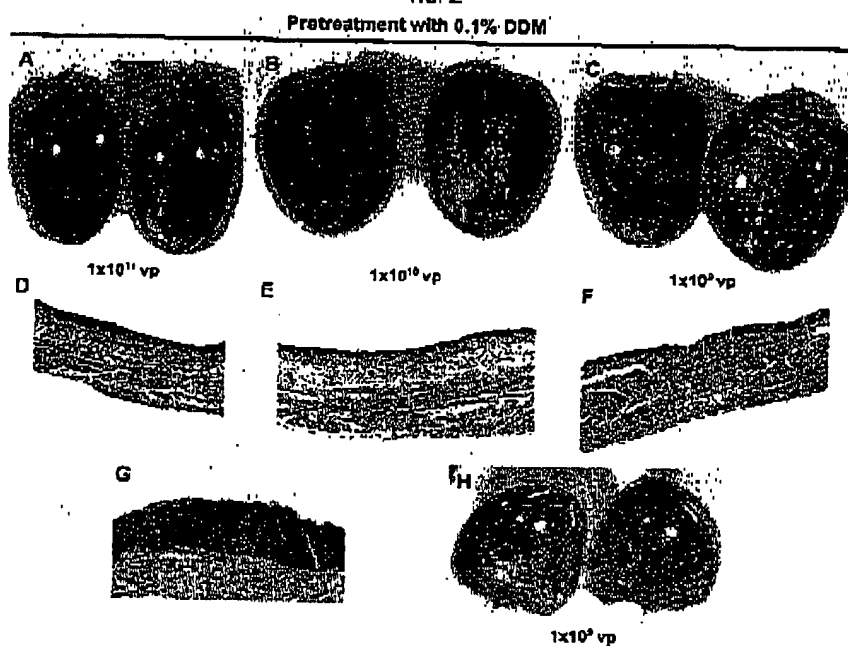 Pretreatment with 0.1% DDM
A B C
1x10¹¹ vp 1x10¹⁰ vp 1x10⁹ vp
D E F
G H
1x10⁹ vp